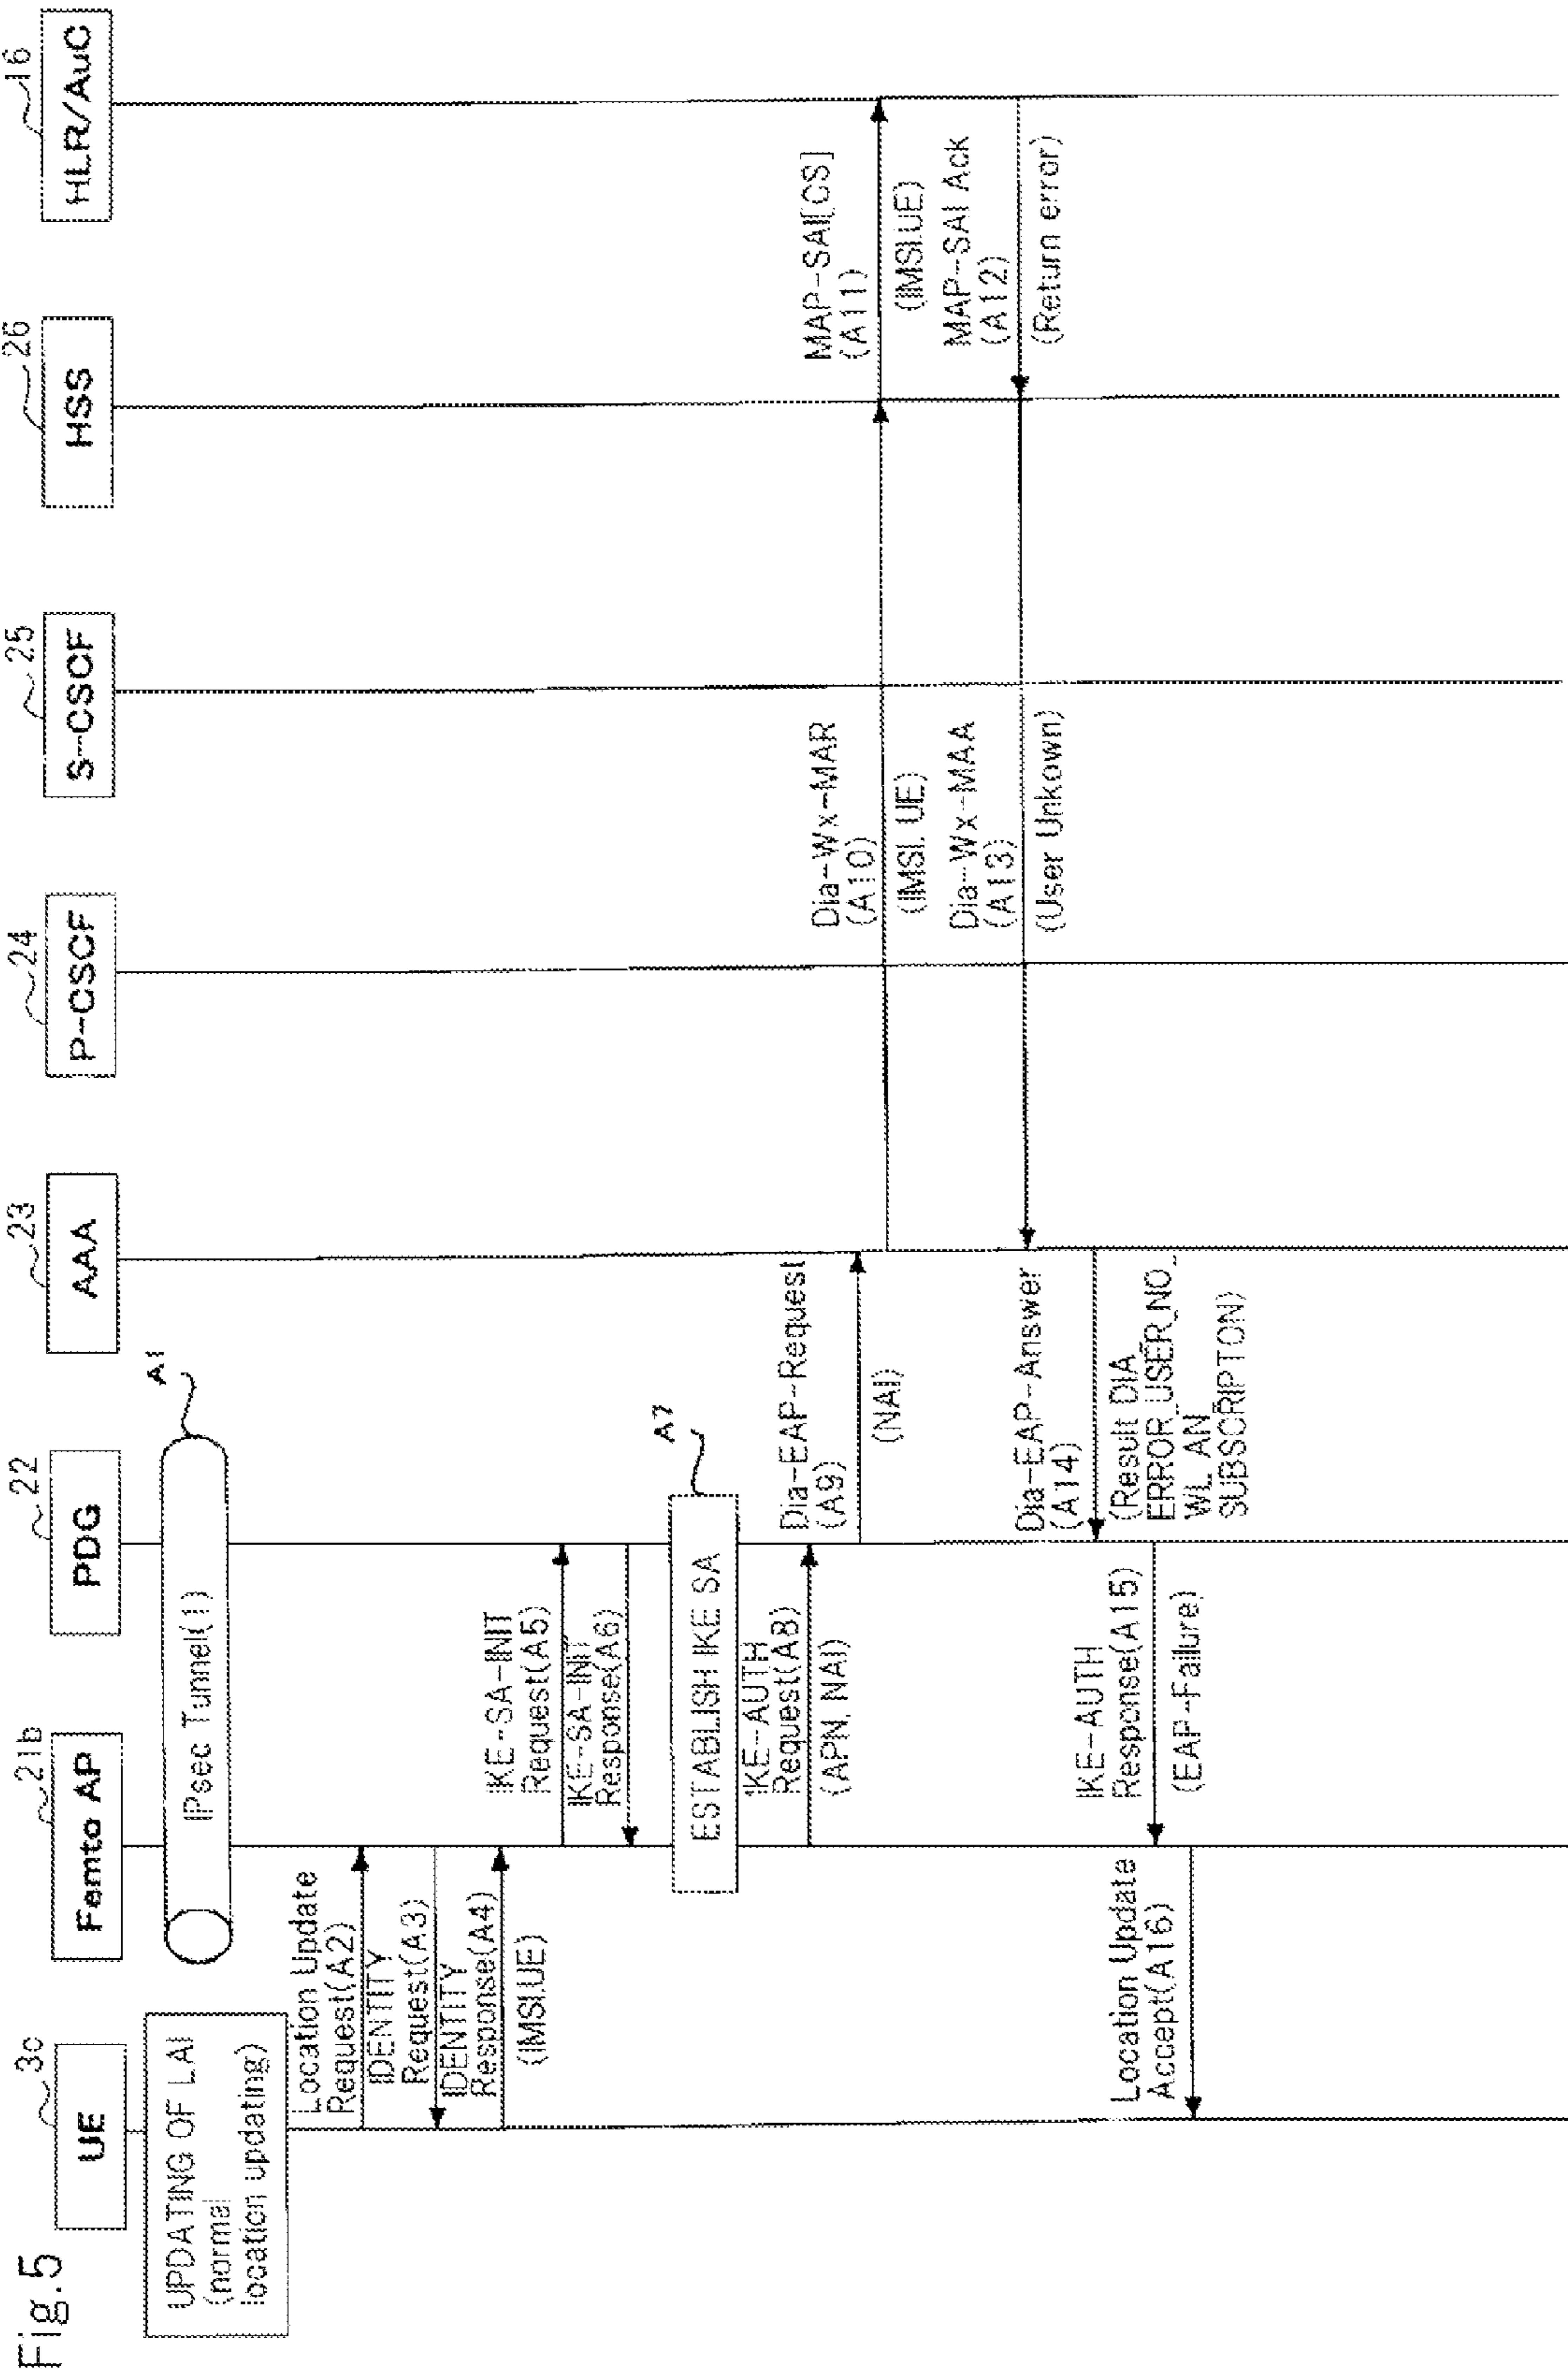 Fig.5
3c
UE
21b
Femto AP
22
PDG
23
AAA
24
P-CSCF
25
S-CSCF
26
HSS
16
HLR/AuC
UPDATING OF LAI
(normal
location updating)
IPsec Tunnel(1)
A1
Location Update
Request(A2)
IDENTITY
Request(A3)
IDENTITY
Response(A4)
(IMSI.UE)
IKE-SA-INIT
Request(A5)
IKE-SA-INIT
Response(A6)
ESTABLISH IKE SA
A7
IKE-AUTH
Request(A8)
(APN, NAI)
Dia-EAP-Request
(A9)
(NAI)
Dia-Wx-MAR
(A10)
(IMSI. UE)
MAP-SAI[CS]
(A11)
(IMSI.UE)
MAP-SAI Ack
(A12)
(Return error)
Dia-Wx-MAA
(A13)
(User Unkown)
Dia-EAP-Answer
(A14)
(Result DIA
ERROR_USER_NO_
WL AN
SUBSCRIPTON)
IKE-AUTH
Response(A15)
(EAP-Failure)
Location Update
Accept(A16)